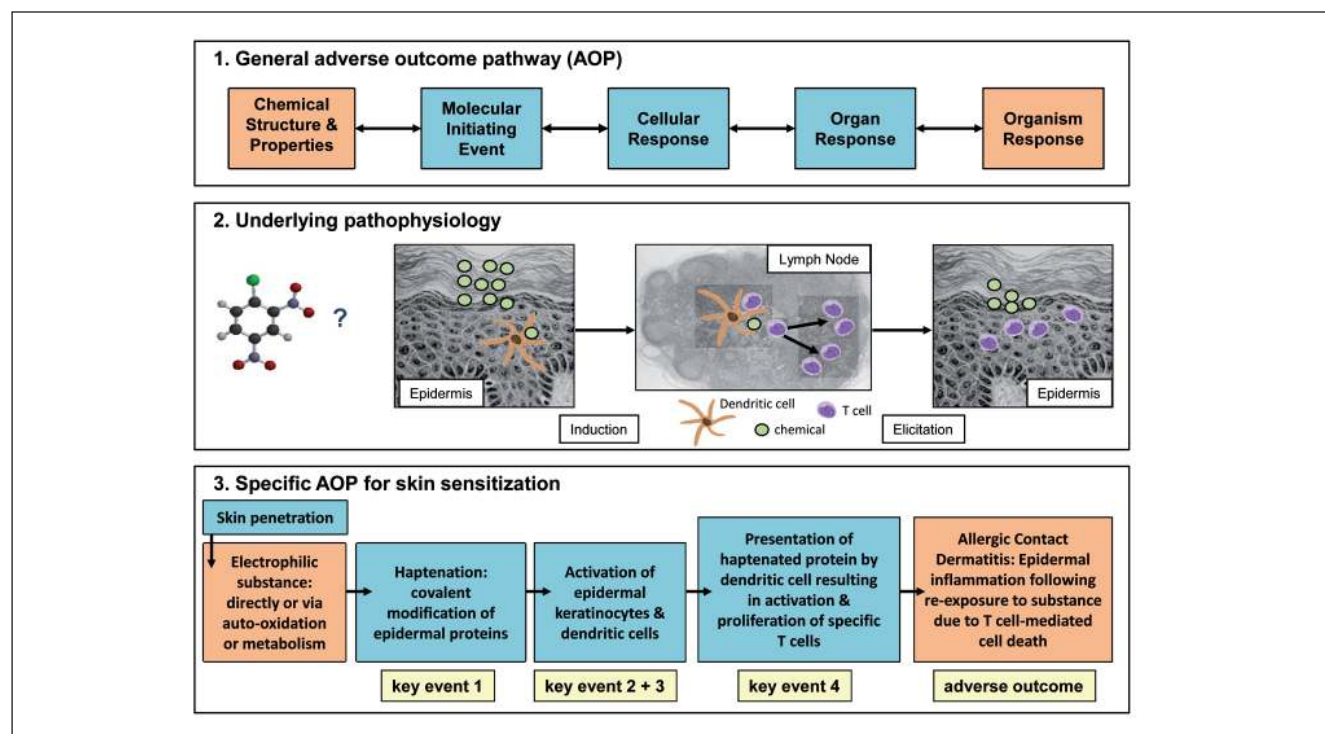 1. General adverse outcome pathway (AOP)
Chemical
Structure &
Properties
Molecular
Initiating
Event
Cellular
Response
Organ
Response
Organism
Response
2. Underlying pathophysiology
?
Epidermis
Lymph Node
Epidermis
Induction
Dendritic cell
T cell
chemical
Elicitation
3. Specific AOP for skin sensitization
Skin penetration
Electrophilic
substance:
directly or via
auto-oxidation
or metabolism
Haptenation:
covalent
modification of
epidermal proteins
Activation of
epidermal
keratinocytes &
dendritic cells
Presentation of
haptenated protein by
dendritic cell resulting
in activation &
proliferation of specific
T cells
Allergic Contact
Dermatitis: Epidermal
inflammation following
re-exposure to substance
due to T cell-mediated
cell death
key event 1
key event 2 + 3
key event 4
adverse outcome